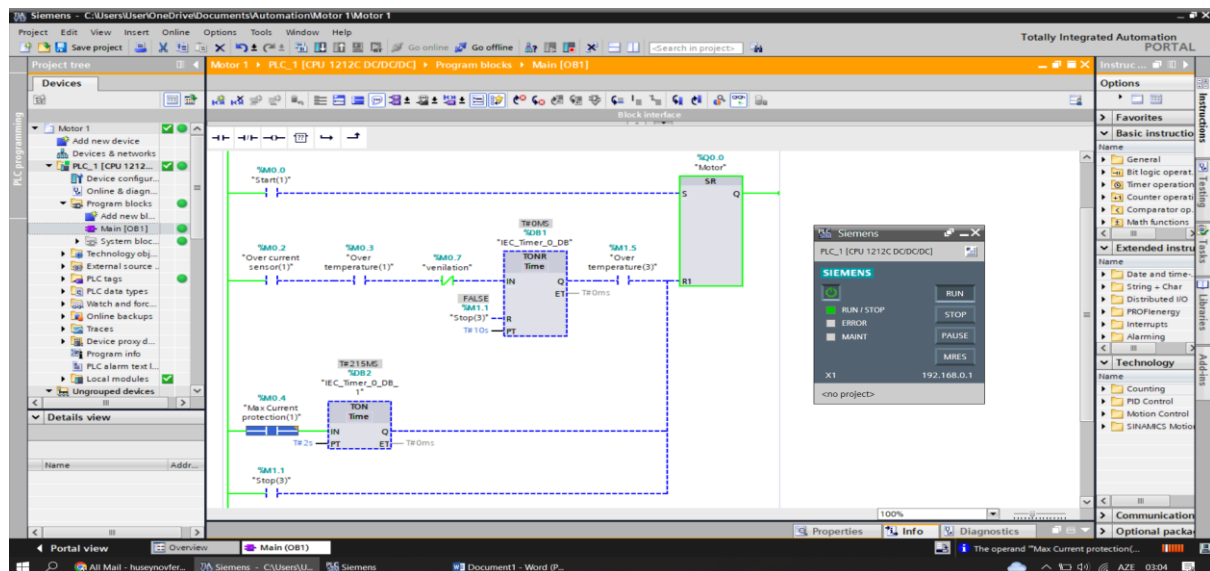 Siemens - C:\Users\User\OneDrive\Documents\Automation\Motor 1\Motor 1
Project Edit View Insert Online Options Tools Window Help
Totally Integrated Automation
PORTAL
Save project
Go online
Go offline
<Search in project>
Project tree
Motor 1 PLC_1 [CPU 1212C DC/DC/DC] Program blocks Main [OB1]
Instruc...
Devices
Options
PLC programming
Block interface
Motor 1
Add new device
Devices & networks
PLC_1 [CPU 1212...
Device configur...
Online & diagn...
Program blocks
Add new bl...
Main [OB1]
System bloc...
Technology obj...
External source ..
PLC tags
PLC data types
Watch and forc...
Online backups
Traces
Device proxy d...
Program info
PLC alarm text l...
Local modules
Ungrouped devices
Details view
Name Addr...
%Q0.0
"Motor"
SR
S Q
R1
%M0.0
"Start(1)"
T#0MS
%DB1
"IEC_Timer_0_DB"
TONR
Time
IN Q
ET
T#0ms
R
PT
%M0.2
"Over current
sensor(1)"
%M0.3
"Over
temperature(1)"
%M0.7
"venilation"
%M1.5
"Over
temperature(3)"
FALSE
%M1.1
"Stop(3)"
T#10s
T#215MS
%DB2
"IEC_Timer_0_DB_
1"
TON
Time
IN Q
PT ET
T#0ms
%M0.4
"Max Current
protection(1)"
T#2s
%M1.1
"Stop(3)"
Siemens
PLC_1 [CPU 1212C DC/DC/DC]
SIEMENS
RUN
RUN / STOP
STOP
ERROR
MAINT
PAUSE
MRES
X1 192.168.0.1
<no project>
Favorites
Basic instructio
Name
General
Bit logic operat.
Timer operation
Counter operati
Comparator op.
Math functions
Extended instru
Name
Date and time-.
String + Char
Distributed I/O
PROFIenergy
Interrupts
Alarming
Technology
Name
Counting
PID Control
Motion Control
SINAMICS Motio
Communication
Optional packa
Instructions
Testing
Tasks
Libraries
Add-ins
100%
Properties
Info
Diagnostics
Portal view
Overview
Main (OB1)
The operand "Max Current protection(...
All Mail - huseynovfer...
Siemens - C:\Users\U...
Siemens
Document1 - Word (P...
AZE 03:04